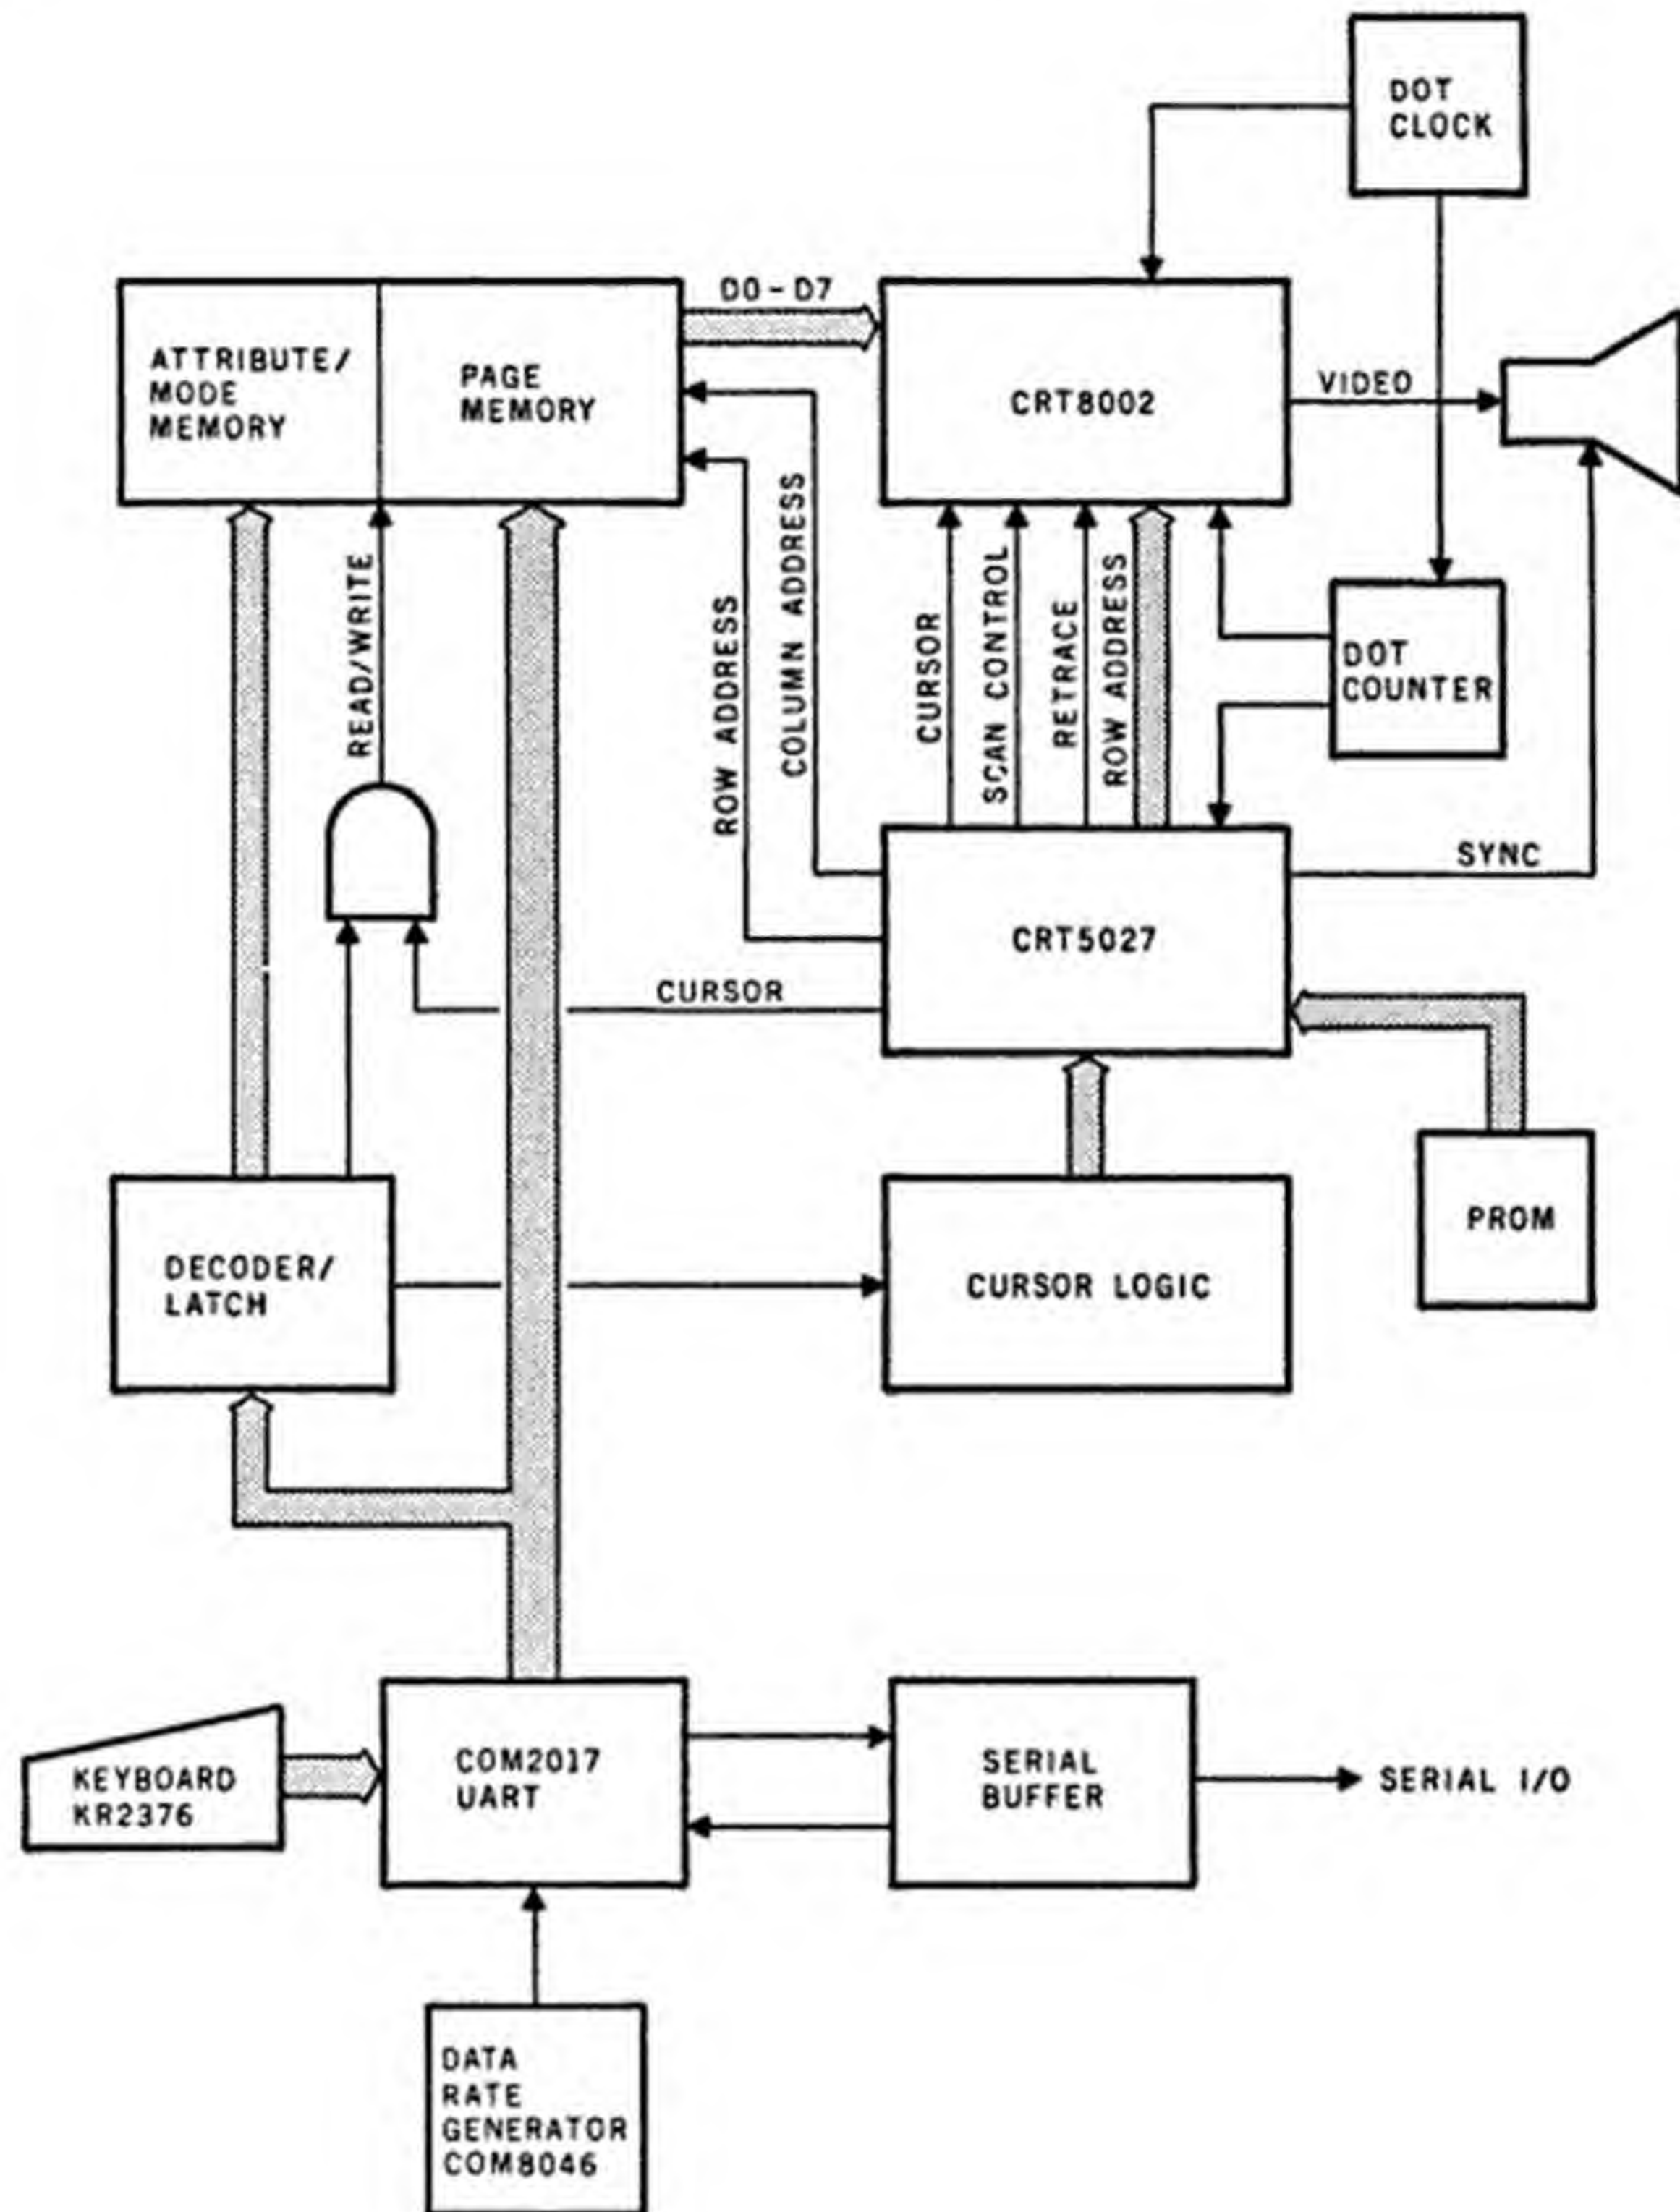 DOT
CLOCK
D0-D7
ATTRIBUTE/
MODE
MEMORY
PAGE
MEMORY
CRT8002
VIDEO
READ/WRITE
ROW ADDRESS
COLUMN ADDRESS
CURSOR
SCAN CONTROL
RETRACE
ROW ADDRESS
DOT
COUNTER
SYNC
CRT5027
CURSOR
PROM
DECODER/
LATCH
CURSOR LOGIC
KEYBOARD
KR2376
COM2017
UART
SERIAL
BUFFER
SERIAL I/O
DATA
RATE
GENERATOR
COM8046